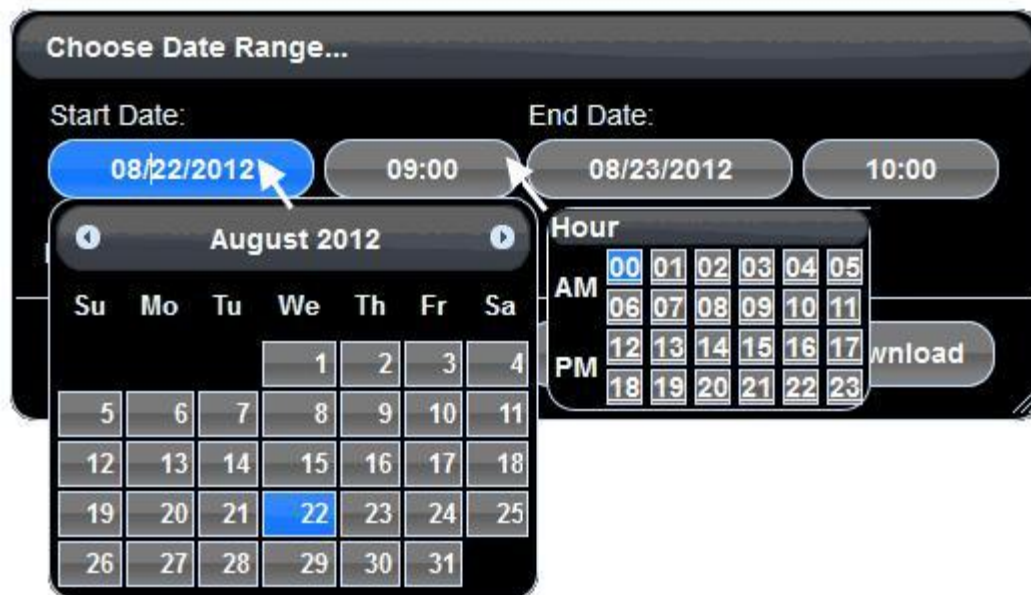 Choose Date Range...
Start Date: End Date:
08/22/2012 09:00 08/23/2012 10:00
August 2012
Su Mo Tu We Th Fr Sa
1 2 3 4
5 6 7 8 9 10 11
12 13 14 15 16 17 18
19 20 21 22 23 24 25
26 27 28 29 30 31
Hour
AM 00 01 02 03 04 05
06 07 08 09 10 11
PM 12 13 14 15 16 17
18 19 20 21 22 23
wnload